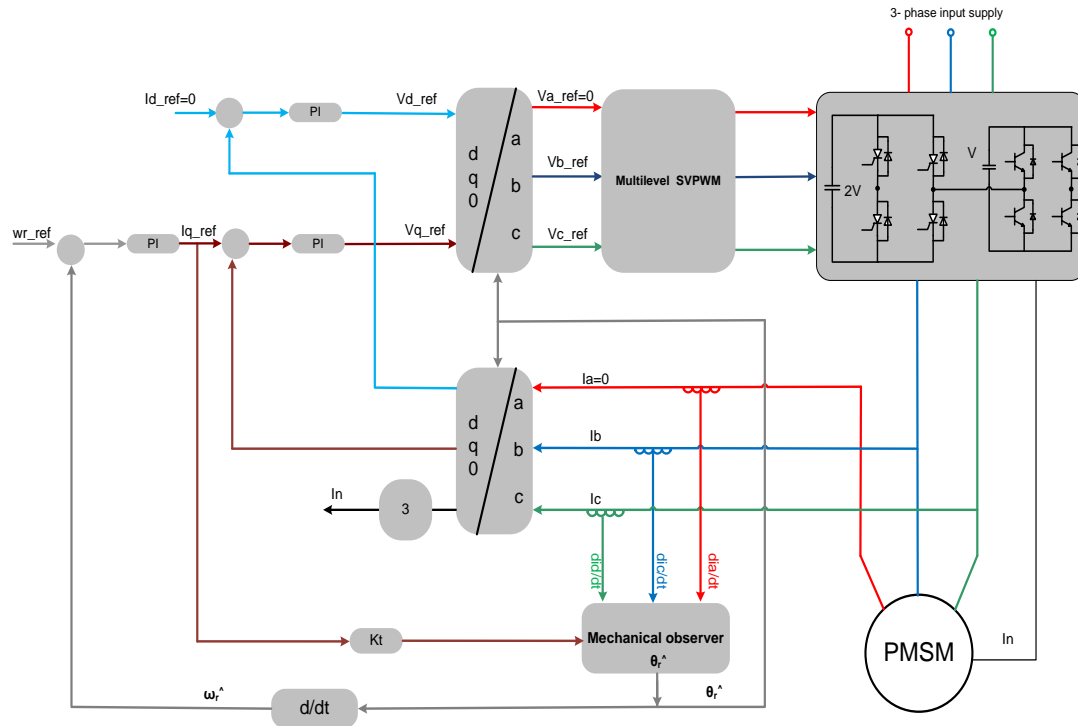 3- phase input supply
Id_ref=0
PI
Vd_ref
d
q
0
a
b
c
Va_ref=0
Vb_ref
Vc_ref
Multilevel SVPWM
2V
V
wr_ref
PI
Iq_ref
PI
Vq_ref
d
q
0
a
b
c
Ia=0
Ib
Ic
In
3
did/dt
dic/dt
dia/dt
Kt
Mechanical observer
θr^
PMSM
In
ωr^
d/dt
θr^